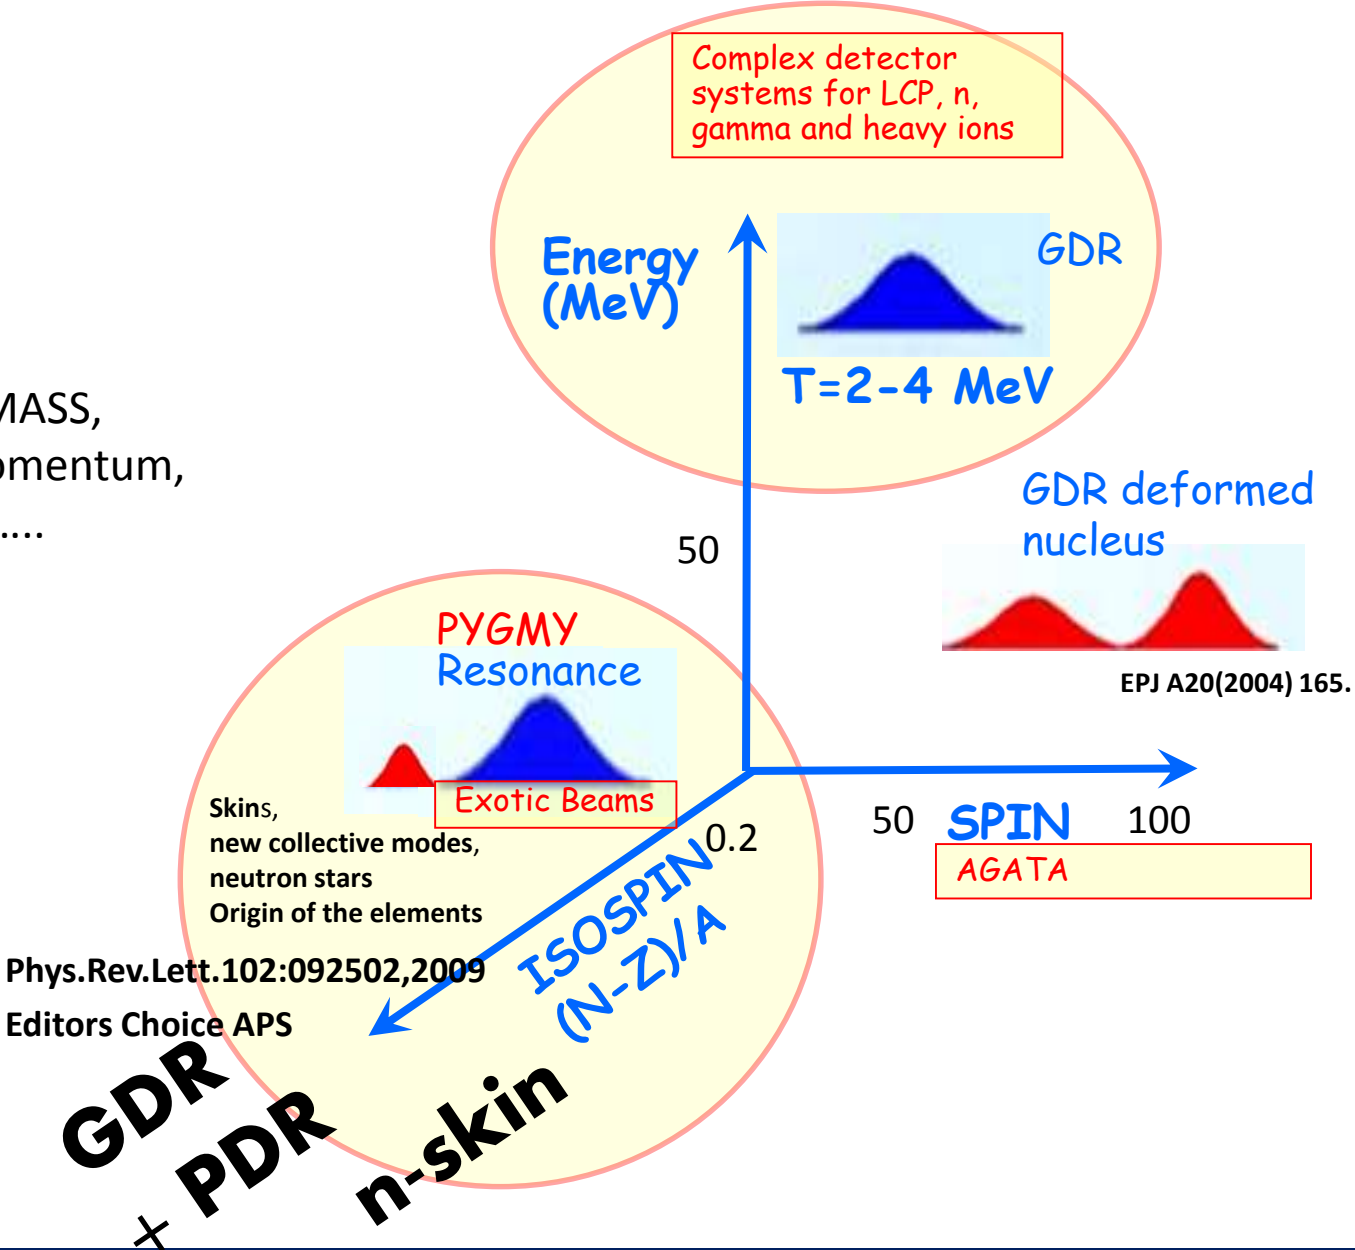 Complex detector
systems for LCP, n,
gamma and heavy ions
Energy
(MeV)
GDR
T=2-4 MeV
MASS,
omentum,
.....
GDR deformed
nucleus
50
EPJ A20(2004) 165.
PYGMY
Resonance
Exotic Beams
Skins,
new collective modes,
neutron stars
Origin of the elements
0.2
50
SPIN
100
AGATA
ISOSPIN
(N-Z)/A
Phys.Rev.Lett.102:092502,2009
Editors Choice APS
GDR
+ PDR
n-skin